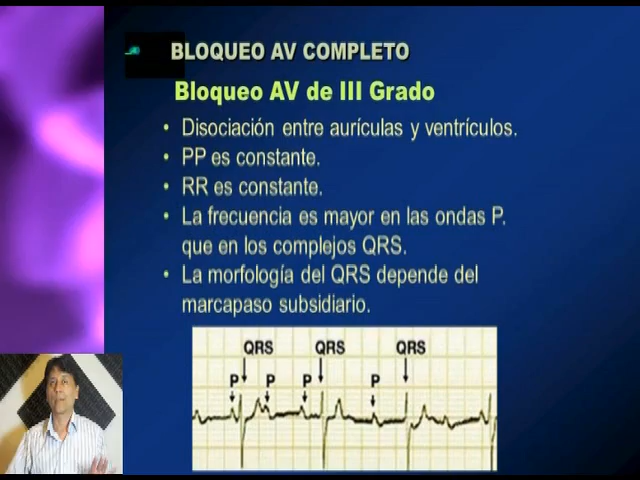 BLOQUEO AV COMPLETO
Bloqueo AV de III Grado
• Disociación entre aurículas y ventrículos.
• PP es constante.
• RR es constante.
• La frecuencia es mayor en las ondas P.
que en los complejos QRS.
• La morfología del QRS depende del
marcapaso subsidiario.
QRS QRS QRS
P P P P